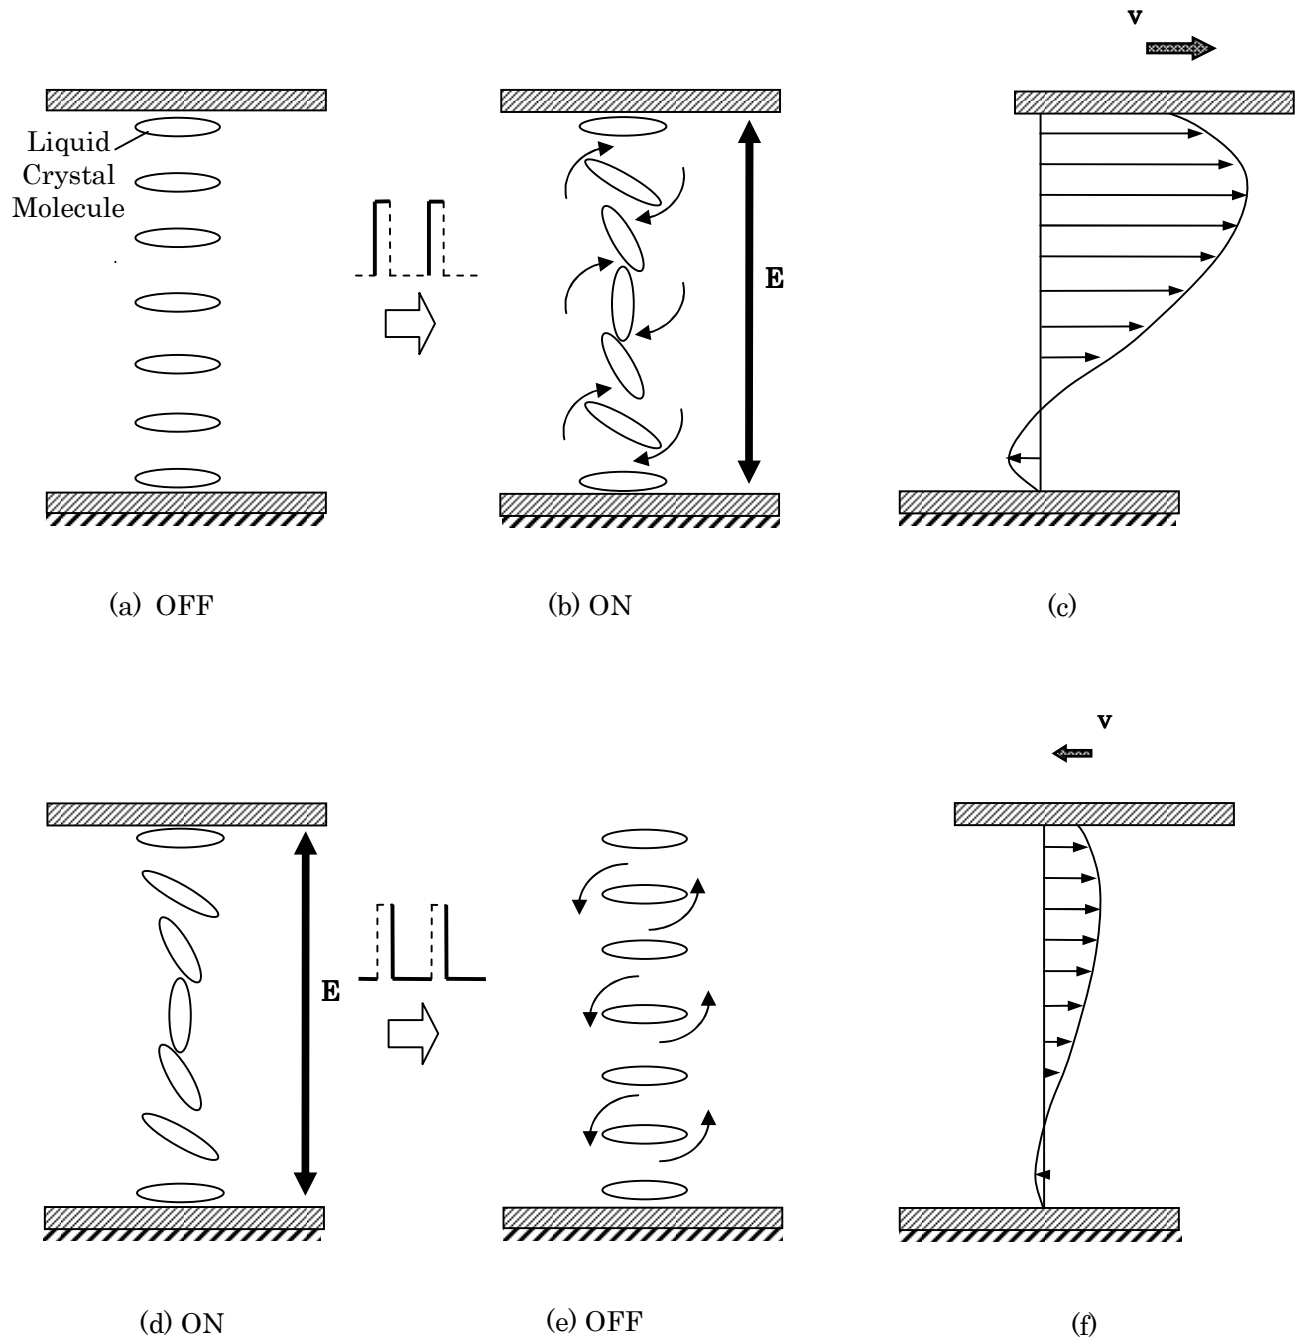 v
Liquid
Crystal
Molecule
E
(a) OFF
(b) ON
(c)
v
E
(d) ON
(e) OFF
(f)